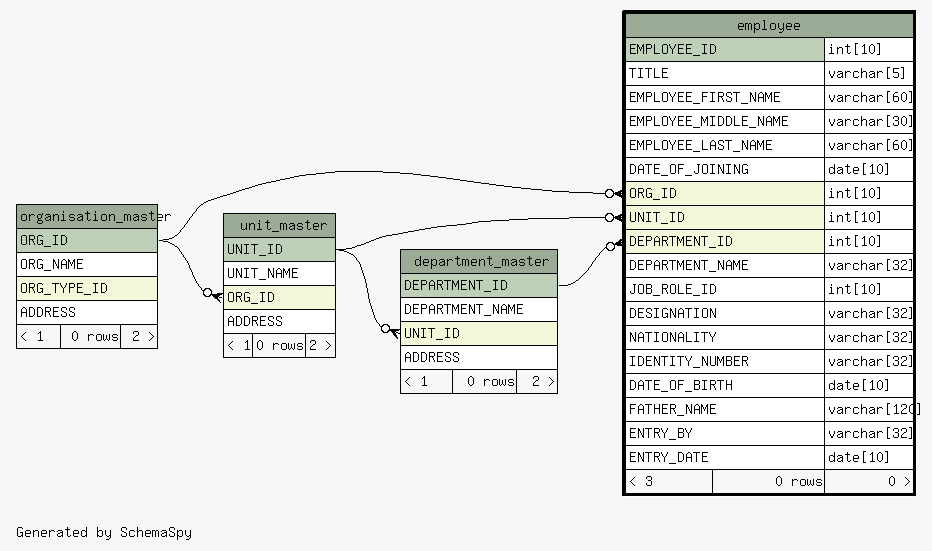 employee
EMPLOYEE_ID int[10]
TITLE varchar[5]
EMPLOYEE_FIRST_NAME varchar[60]
EMPLOYEE_MIDDLE_NAME varchar[30]
EMPLOYEE_LAST_NAME varchar[60]
DATE_OF_JOINING date[10]
ORG_ID int[10]
UNIT_ID int[10]
DEPARTMENT_ID int[10]
DEPARTMENT_NAME varchar[32]
JOB_ROLE_ID int[10]
DESIGNATION varchar[32]
NATIONALITY varchar[32]
IDENTITY_NUMBER varchar[32]
DATE_OF_BIRTH date[10]
FATHER_NAME varchar[120]
ENTRY_BY varchar[32]
ENTRY_DATE date[10]
< 3 0 rows 0 >
organisation_master
ORG_ID
ORG_NAME
ORG_TYPE_ID
ADDRESS
< 1 0 rows 2 >
unit_master
UNIT_ID
UNIT_NAME
ORG_ID
ADDRESS
< 1 0 rows 2 >
department_master
DEPARTMENT_ID
DEPARTMENT_NAME
UNIT_ID
ADDRESS
< 1 0 rows 2 >
Generated by SchemaSpy